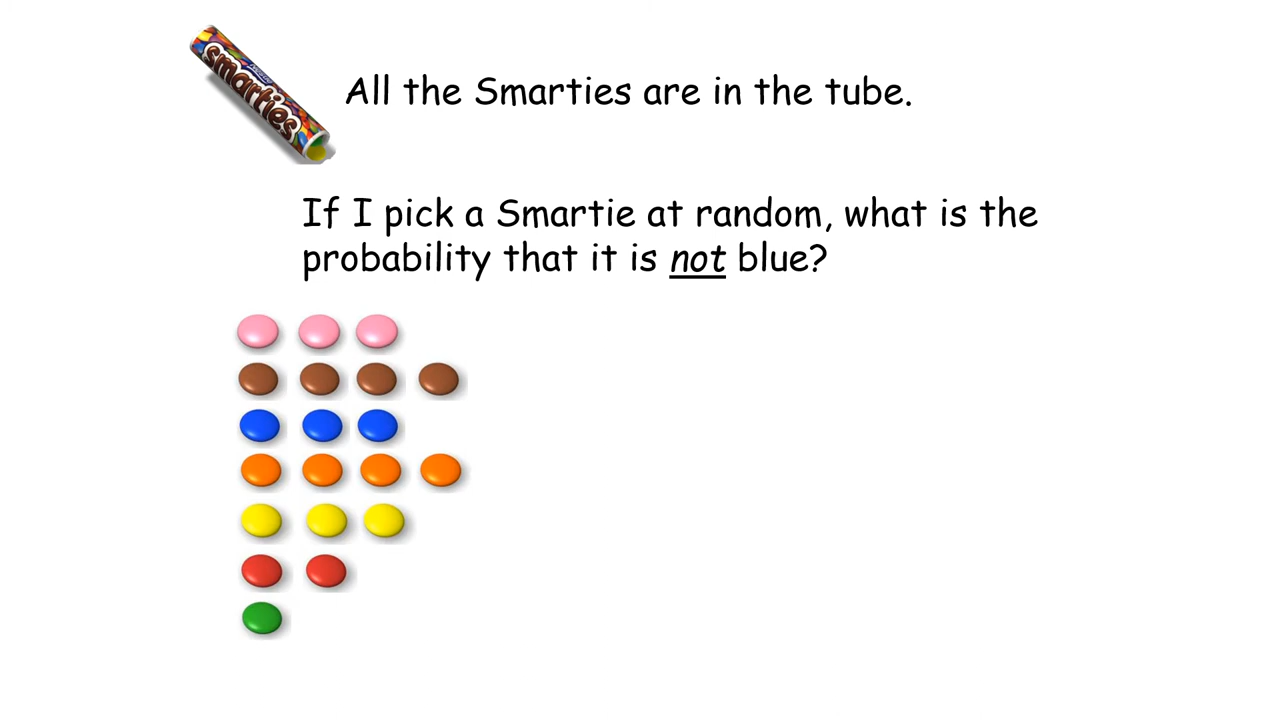 smarties
All the Smarties are in the tube.
If I pick a Smartie at random, what is the
probability that it is not blue?